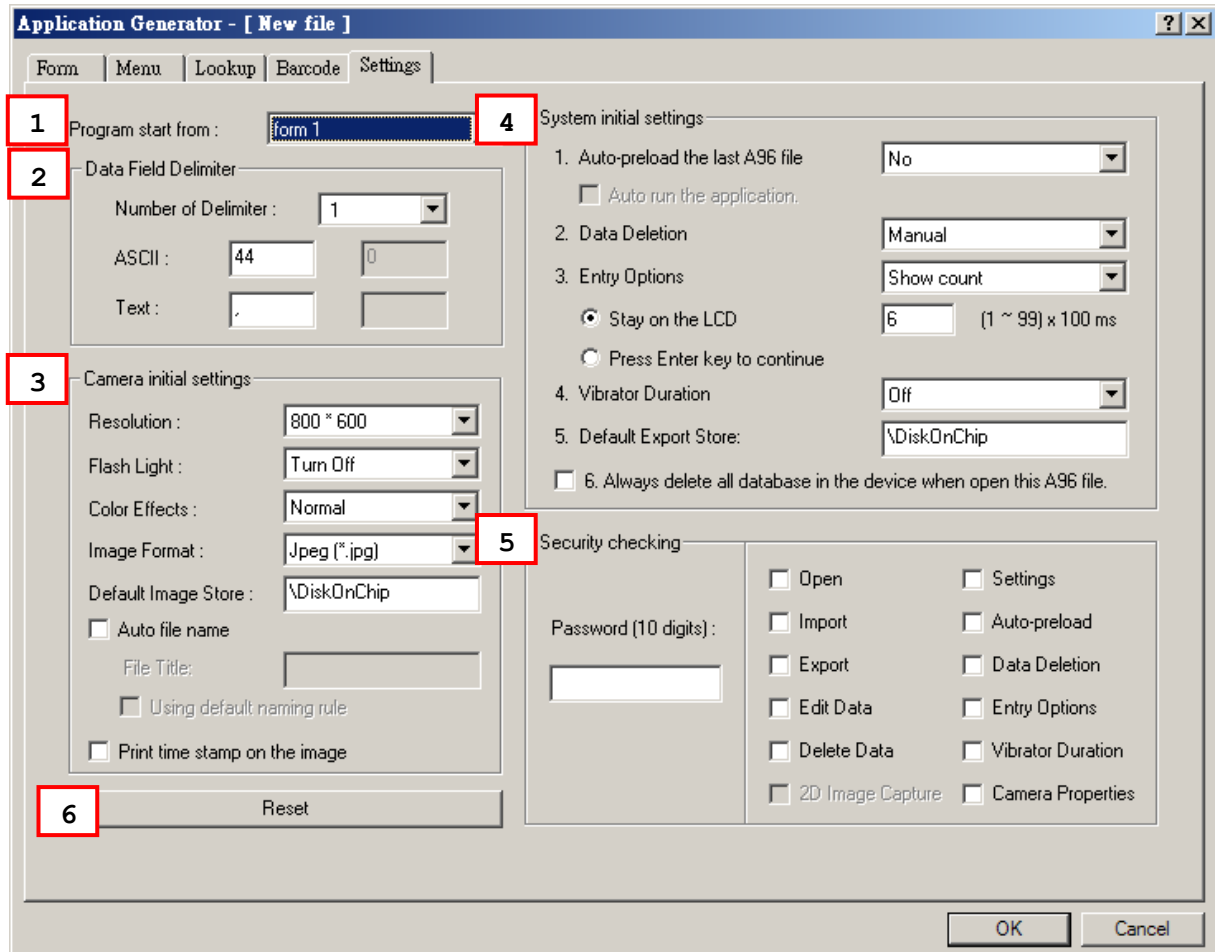 Application Generator - [ New file ]
Form Menu Lookup Barcode Settings
1
Program start from : form 1
2
Data Field Delimiter
Number of Delimiter : 1
ASCII : 44 0
Text : ,
3
Camera initial settings
Resolution : 800 * 600
Flash Light : Turn Off
Color Effects : Normal
Image Format : Jpeg (*.jpg)
Default Image Store : \DiskOnChip
Auto file name
File Title:
Using default naming rule
Print time stamp on the image
6
Reset
4
System initial settings
1. Auto-preload the last A96 file No
Auto run the application.
2. Data Deletion Manual
3. Entry Options Show count
Stay on the LCD 6 (1 ~ 99) x 100 ms
Press Enter key to continue
4. Vibrator Duration Off
5. Default Export Store: \DiskOnChip
6. Always delete all database in the device when open this A96 file.
5
Security checking
Password (10 digits) :
Open Settings
Import Auto-preload
Export Data Deletion
Edit Data Entry Options
Delete Data Vibrator Duration
2D Image Capture Camera Properties
OK Cancel